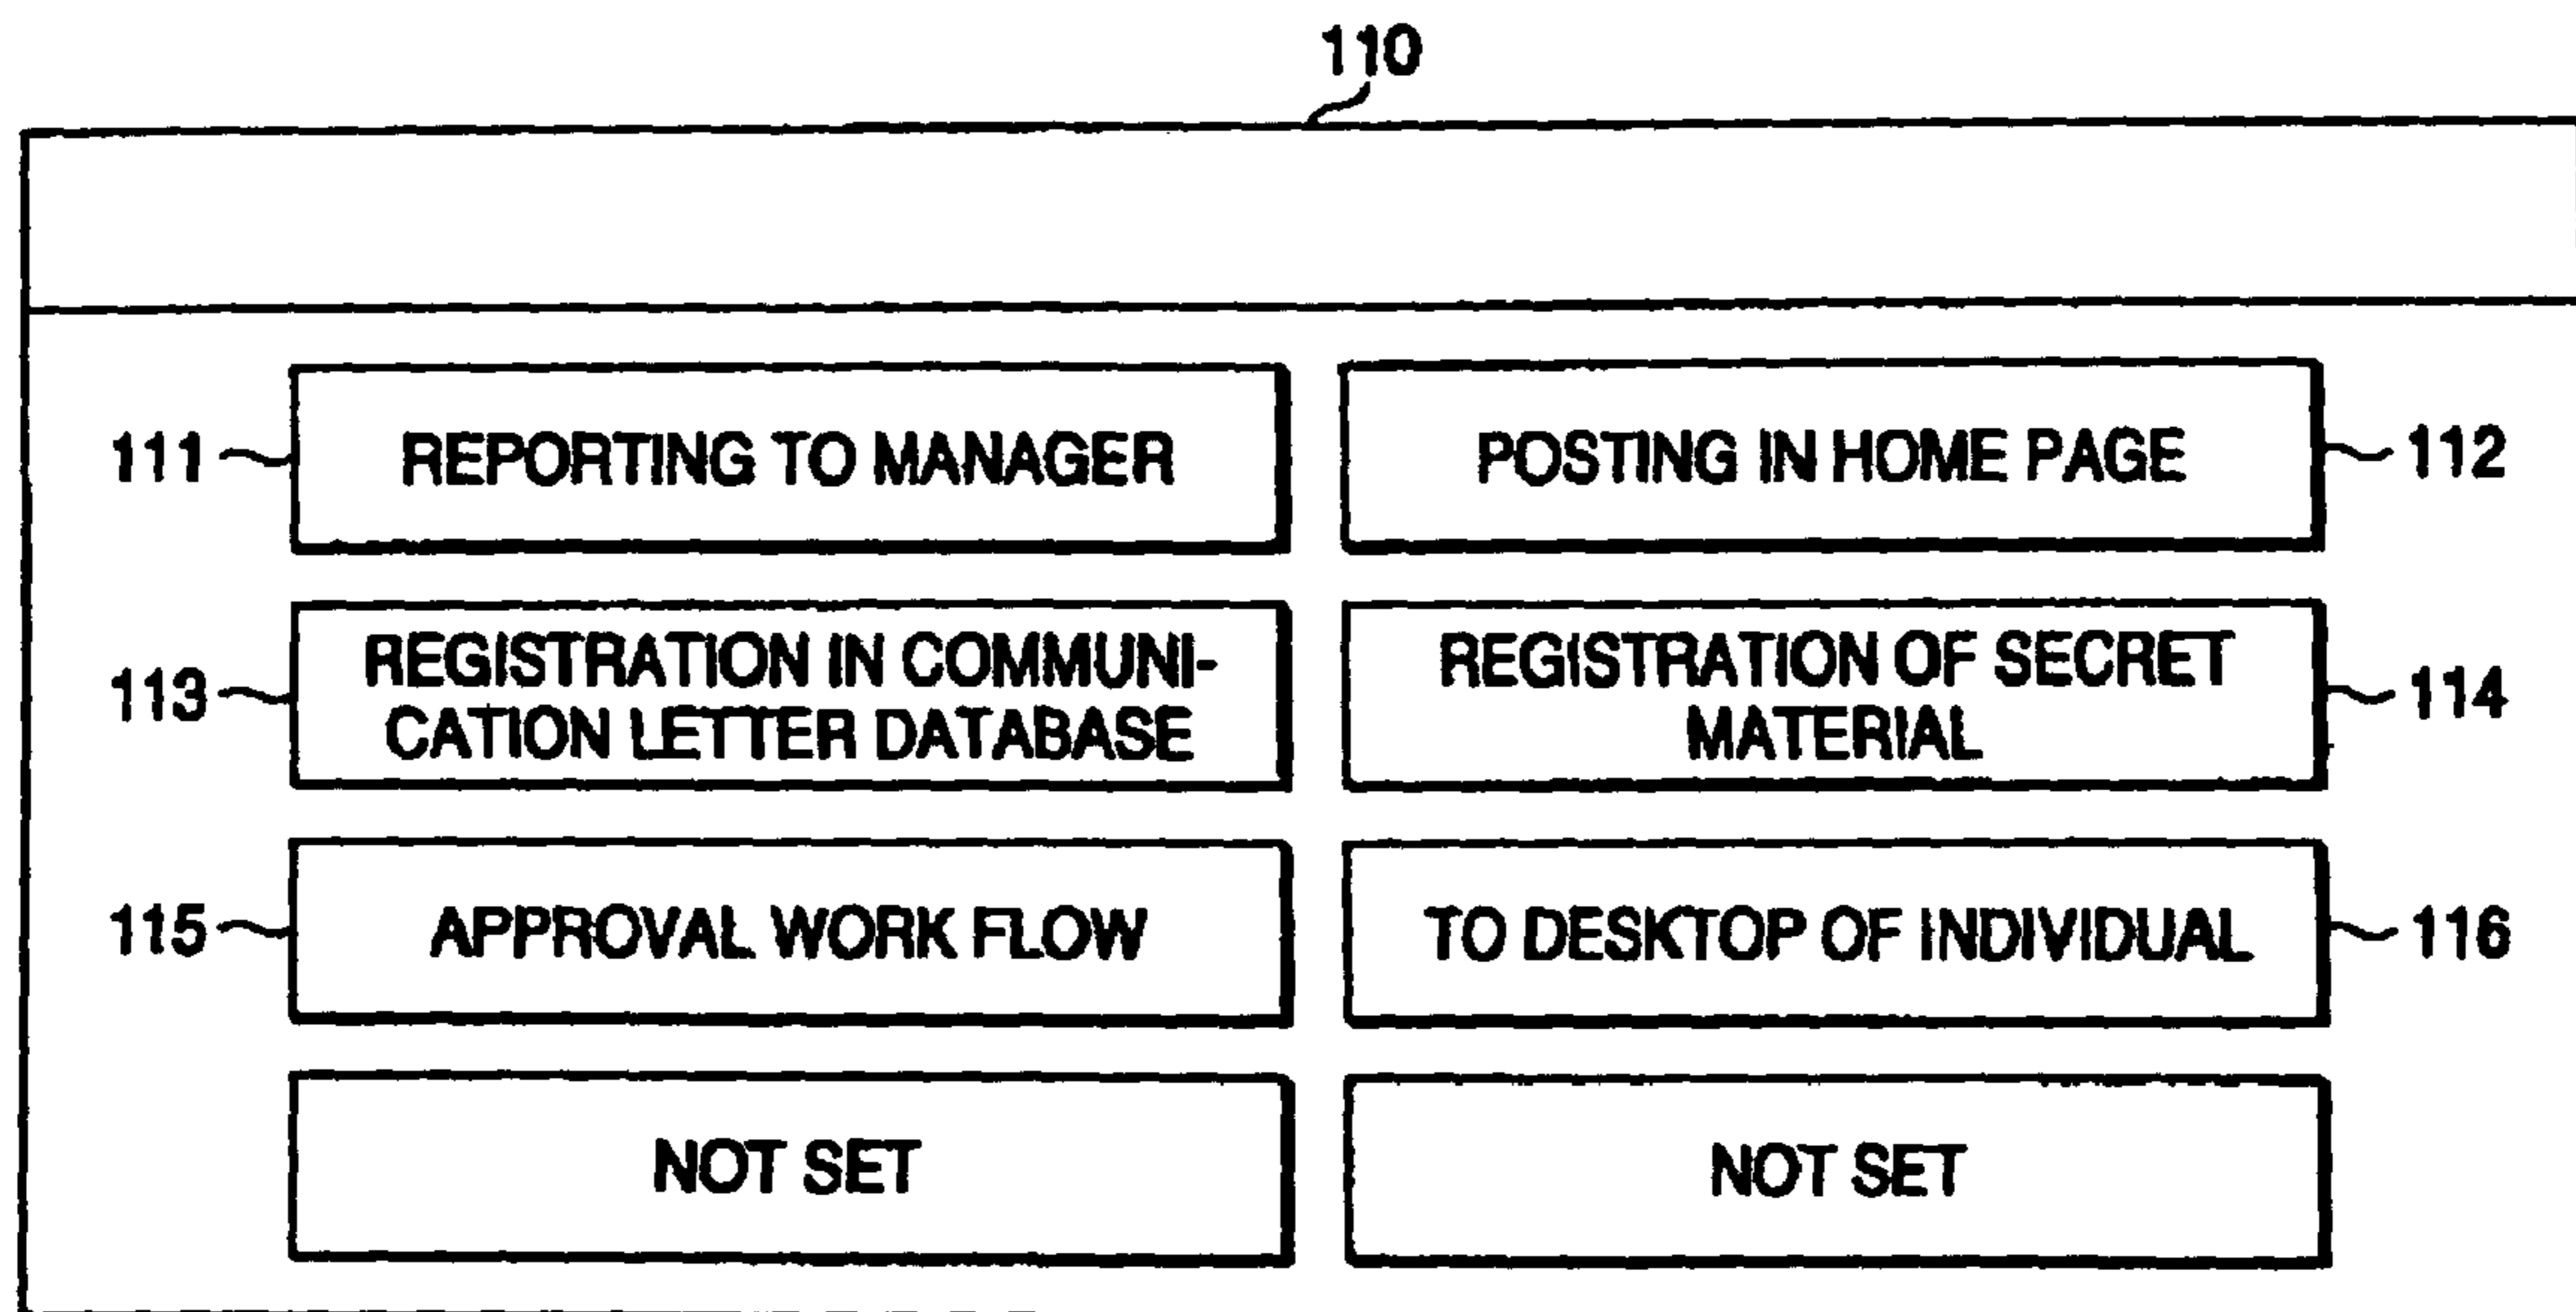 110
111
REPORTING TO MANAGER
POSTING IN HOME PAGE
112
113
REGISTRATION IN COMMUNI-
CATION LETTER DATABASE
REGISTRATION OF SECRET
MATERIAL
114
115
APPROVAL WORK FLOW
TO DESKTOP OF INDIVIDUAL
116
NOT SET
NOT SET